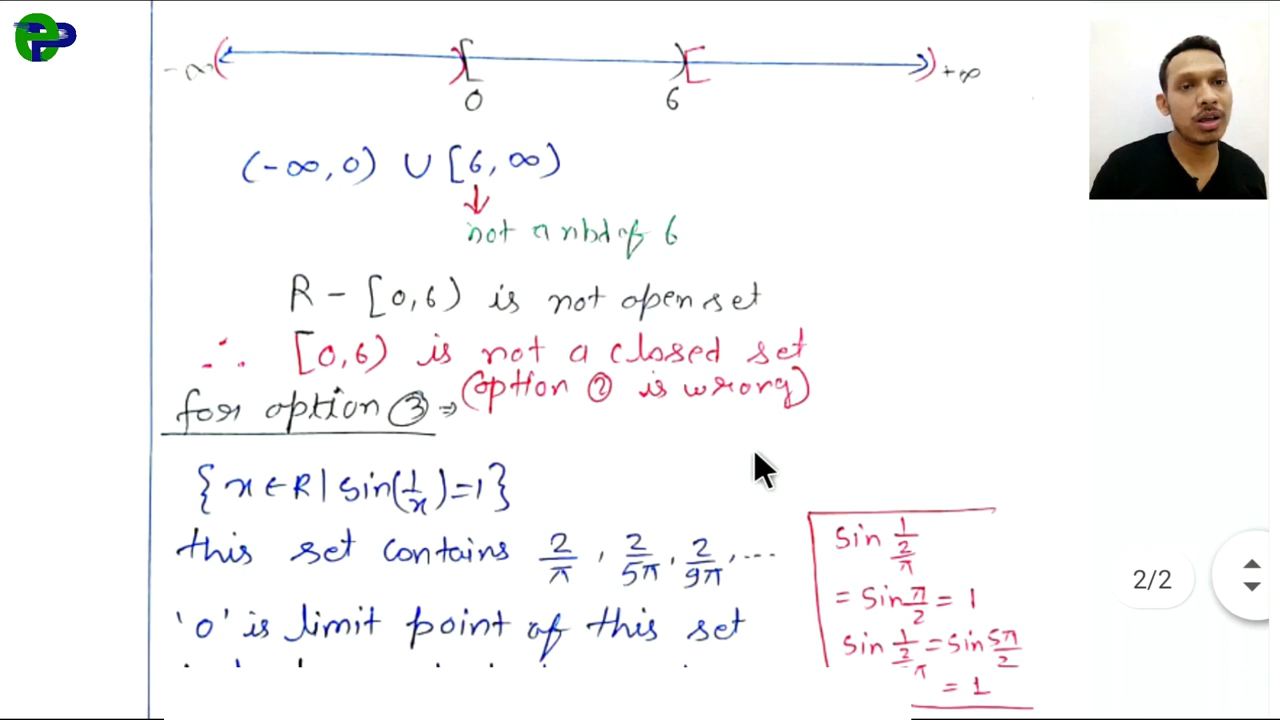 eP
-∞ )[ 0 )[ 6 ) +∞
(-∞, 0) ∪ [6, ∞)
↓
not a nbd of 6
R - [0,6) is not open set
∴ [0,6) is not a closed set
(option ② is wrong)
for option ③ ⇒
{x ∈ R | sin(1/x) = 1}
this set contains 2/π, 2/5π, 2/9π, ...
'0' is limit point of this set
sin 1/(2/π)
= sin π/2 = 1
sin 1/(2/π) = sin 5π/2
= 1
2/2